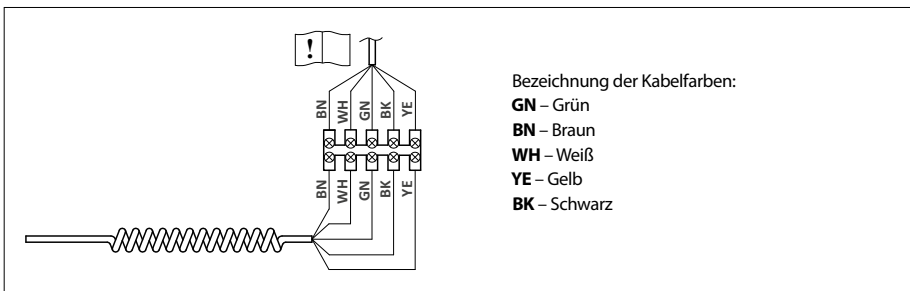 !
BN WH GN BK YE
BN WH GN BK YE
Bezeichnung der Kabelfarben:
GN – Grün
BN – Braun
WH – Weiß
YE – Gelb
BK – Schwarz